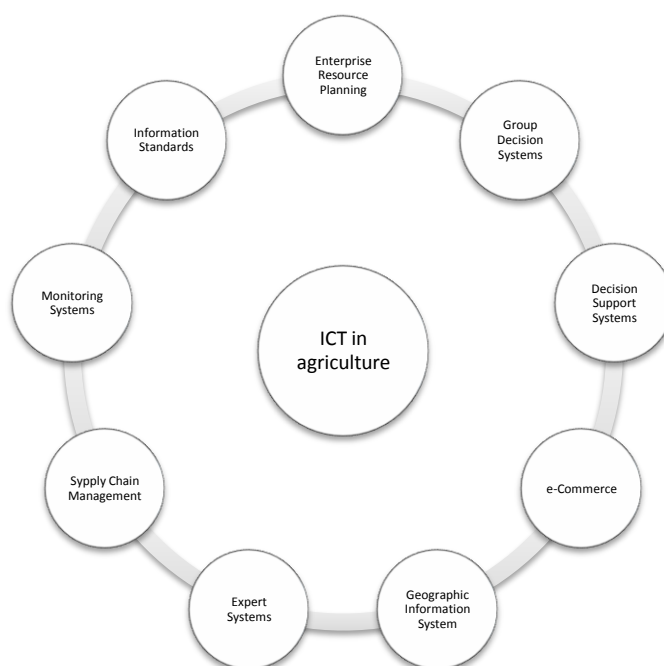 Enterprise
Resource
Planning
Group
Decision
Systems
Decision
Support
Systems
e-Commerce
Geographic
Information
System
Expert
Systems
Sypply Chain
Management
Monitoring
Systems
Information
Standards
ICT in
agriculture